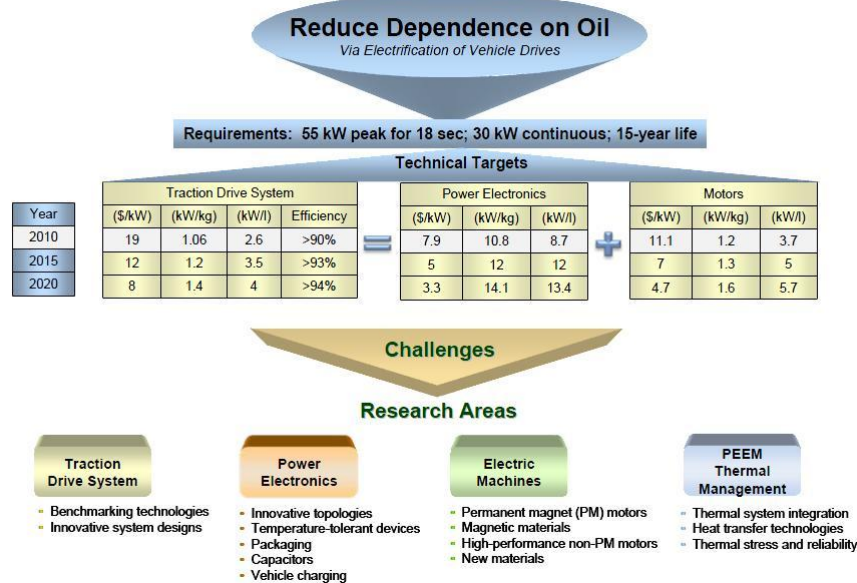 Reduce Dependence on Oil
Via Electrification of Vehicle Drives
Requirements: 55 kW peak for 18 sec; 30 kW continuous; 15-year life
Technical Targets
Year
2010
2015
2020
Traction Drive System
($/kW) (kW/kg) (kW/l) Efficiency
19 1.06 2.6 >90%
12 1.2 3.5 >93%
8 1.4 4 >94%
=
Power Electronics
($/kW) (kW/kg) (kW/l)
7.9 10.8 8.7
5 12 12
3.3 14.1 13.4
+
Motors
($/kW) (kW/kg) (kW/l)
11.1 1.2 3.7
7 1.3 5
4.7 1.6 5.7
Challenges
Research Areas
Traction
Drive System
Benchmarking technologies
Innovative system designs
Power
Electronics
Innovative topologies
Temperature-tolerant devices
Packaging
Capacitors
Vehicle charging
Electric
Machines
Permanent magnet (PM) motors
Magnetic materials
High-performance non-PM motors
New materials
PEEM
Thermal
Management
Thermal system integration
Heat transfer technologies
Thermal stress and reliability